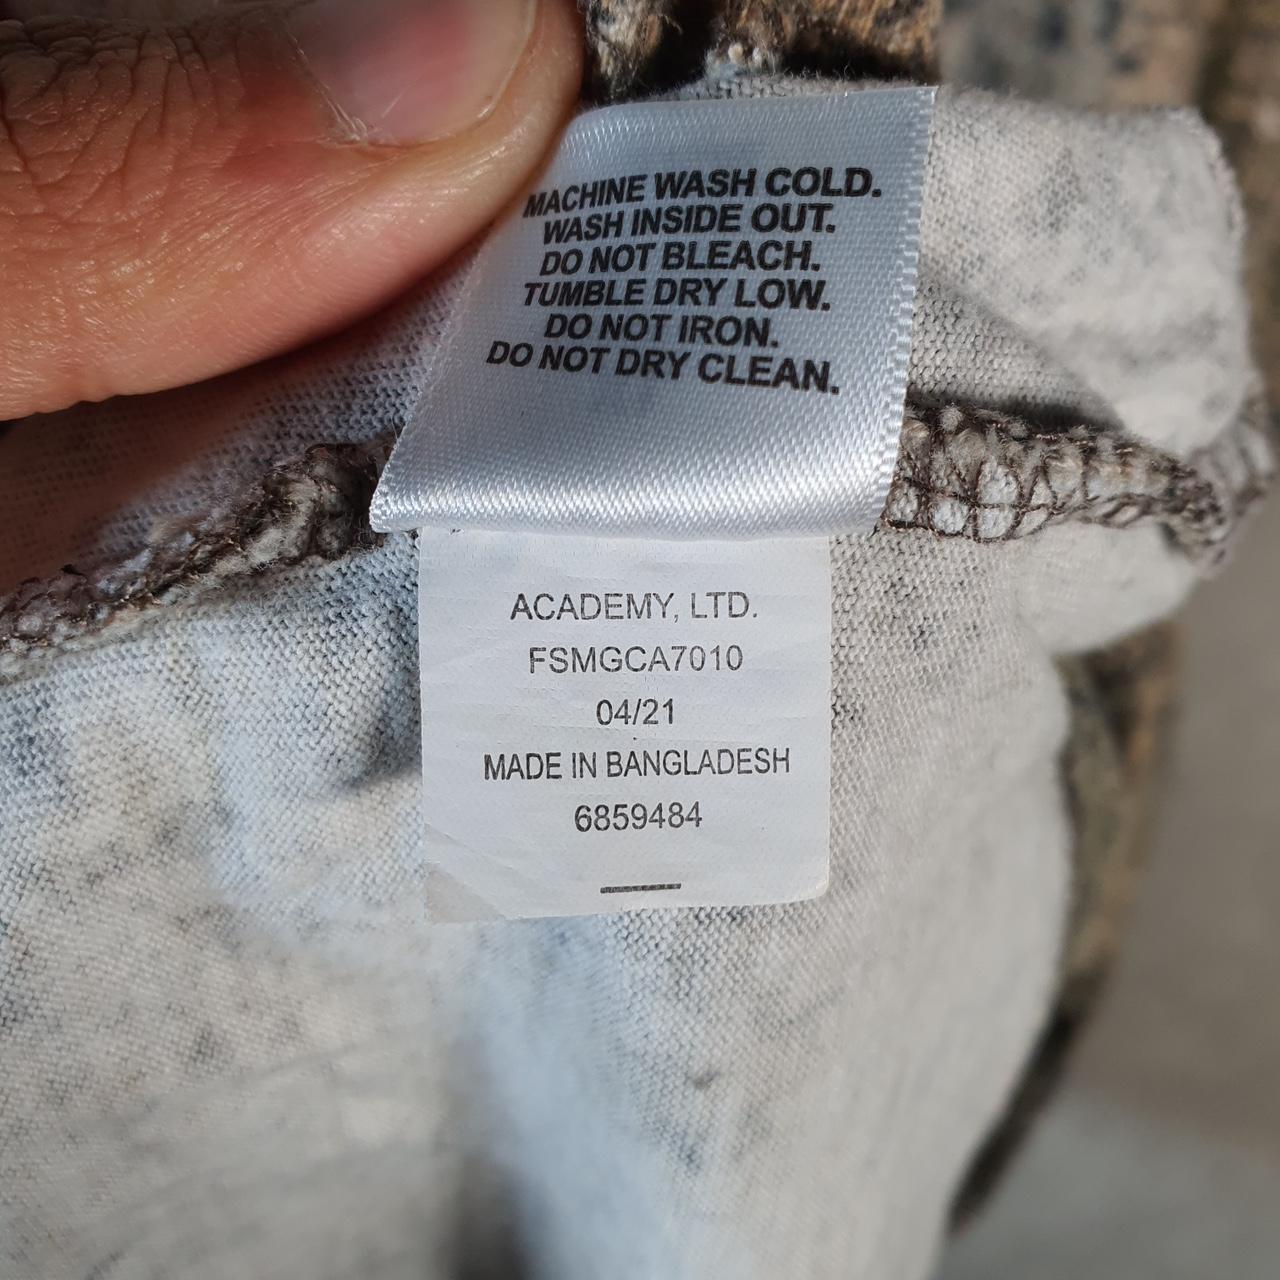 MACHINE WASH COLD.
WASH INSIDE OUT.
DO NOT BLEACH.
TUMBLE DRY LOW.
DO NOT IRON.
DO NOT DRY CLEAN.
ACADEMY, LTD.
FSMGCA7010
04/21
MADE IN BANGLADESH
6859484